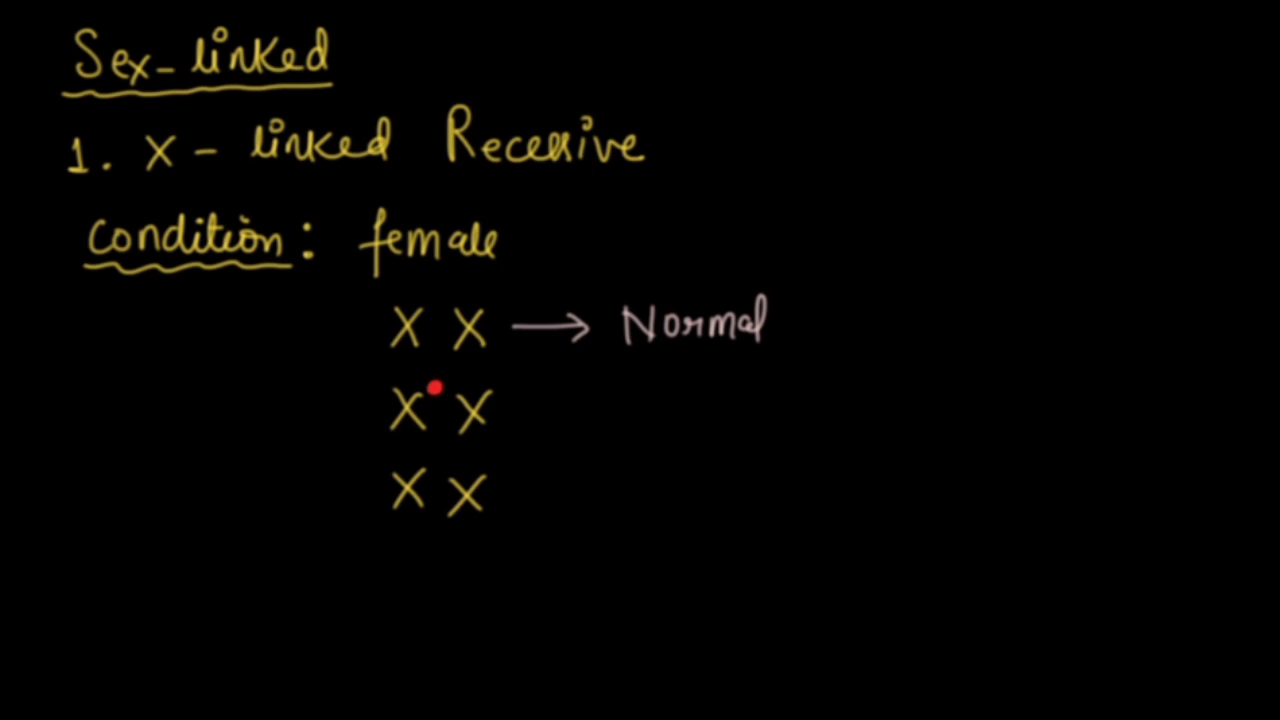 Sex-linked
1. X-linked Recessive
condition: female
X X → Normal
X X
X X